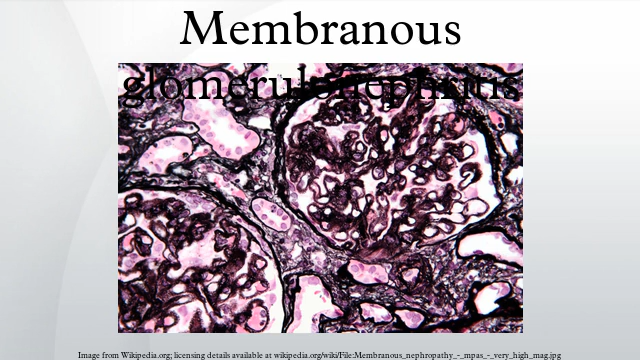 Membranous
glomerulonephritis
Image from Wikipedia.org; licensing details available at wikipedia.org/wiki/File:Membranous_nephropathy_-_mpas_-_very_high_mag.jpg